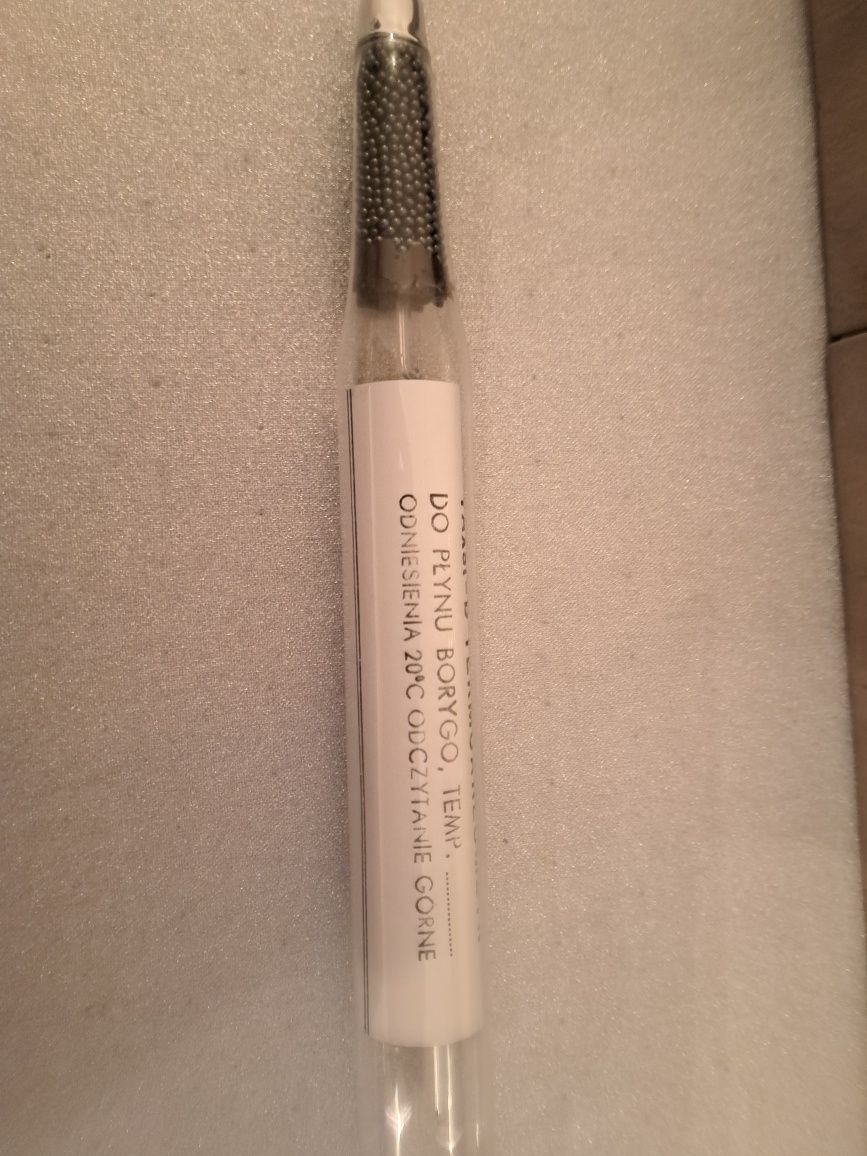 DO PŁYNU BORYGO, TEMP. ....................
ODNIESIENIA 20°C ODCZYTANIE GÓRNE